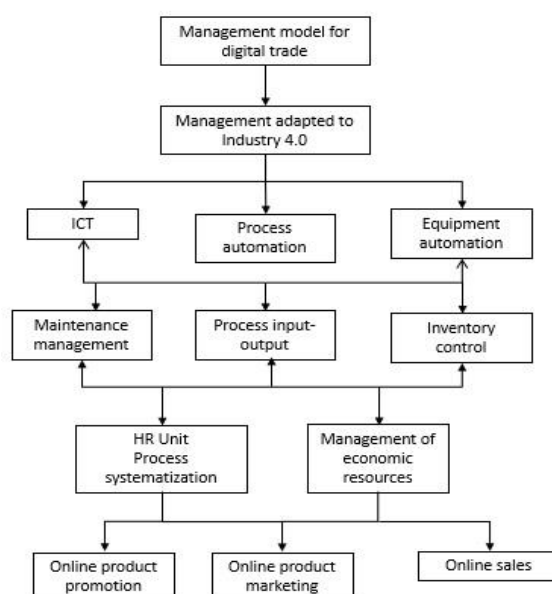 Management model for
digital trade
Management adapted to
Industry 4.0
ICT
Process
automation
Equipment
automation
Maintenance
management
Process input-
output
Inventory
control
HR Unit
Process
systematization
Management of
economic
resources
Online product
promotion
Online product
marketing
Online sales